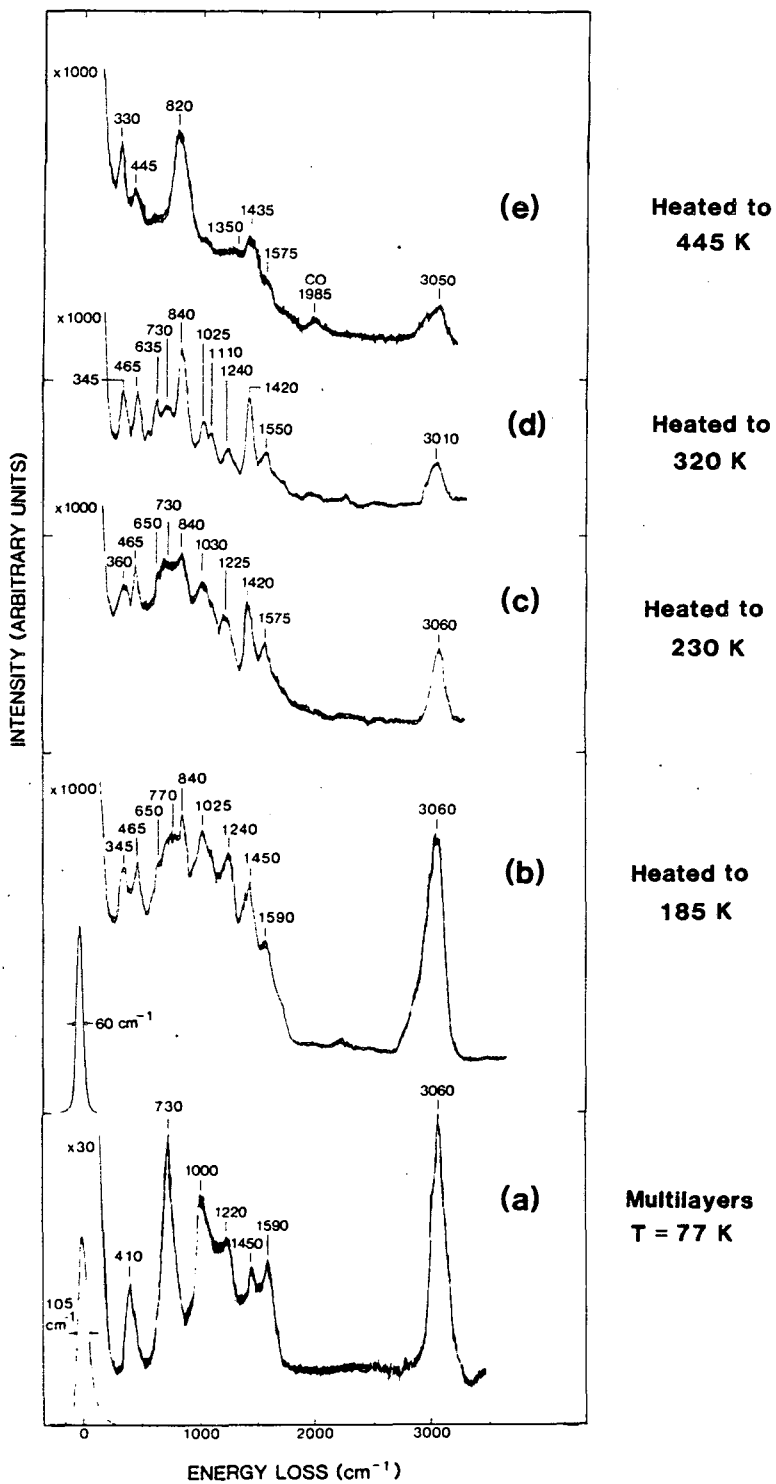 x1000
330
820
445
1350
1435
1575
CO
1985
3050
(e)
Heated to
445 K
x1000
345
465
635
730
840
1025
1110
1240
1420
1550
3010
(d)
Heated to
320 K
x1000
360
465
650
730
840
1030
1225
1420
1575
3060
(c)
Heated to
230 K
x1000
345
465
650
770
840
1025
1240
1450
1590
3060
(b)
Heated to
185 K
60 cm⁻¹
x30
105
cm⁻¹
410
730
1000
1220
1450
1590
3060
(a)
Multilayers
T = 77 K
INTENSITY (ARBITRARY UNITS)
0
1000
2000
3000
ENERGY LOSS (cm⁻¹)